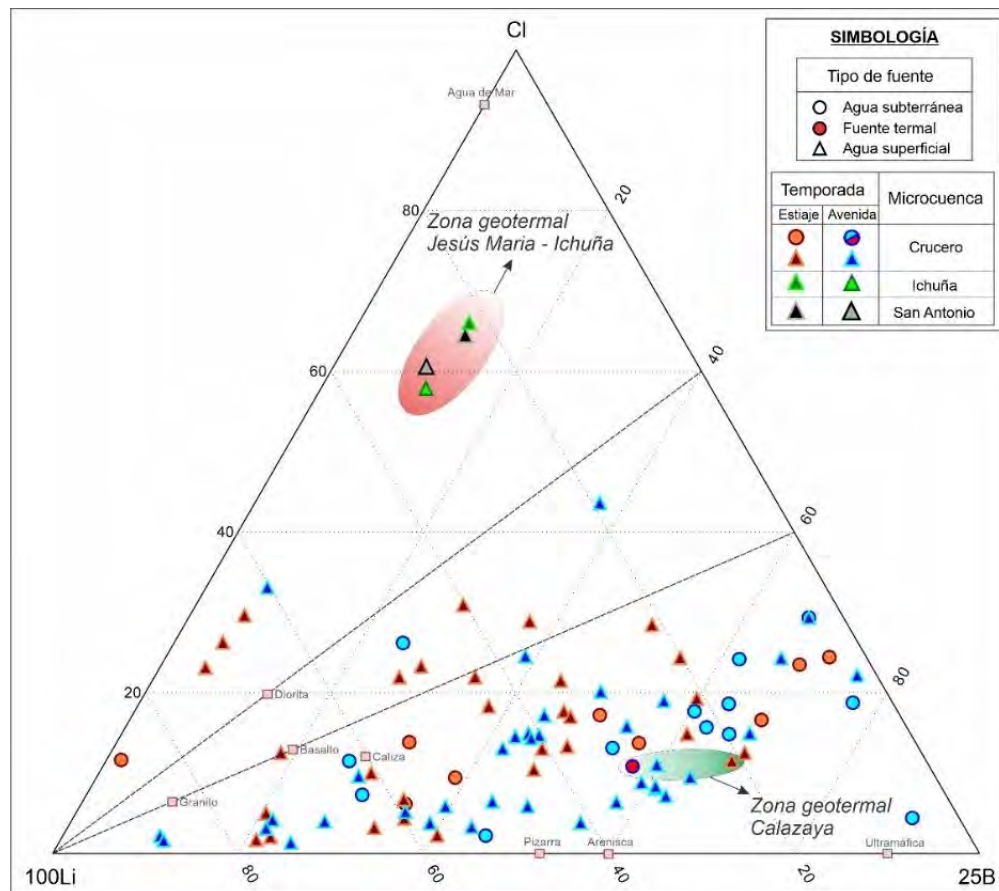 Cl
Agua de Mar
80
20
Zona geotermal
Jesús Maria - Ichuña
60
40
40
60
20
80
Diorita
Basalto
Caliza
Granito
Zona geotermal
Calazaya
Pizarra
Arenisca
Ultramáfica
100Li
80
60
40
20
25B
SIMBOLOGÍA
Tipo de fuente
Agua subterránea
Fuente termal
Agua superficial
Temporada
Microcuenca
Estiaje
Avenida
Crucero
Ichuña
San Antonio